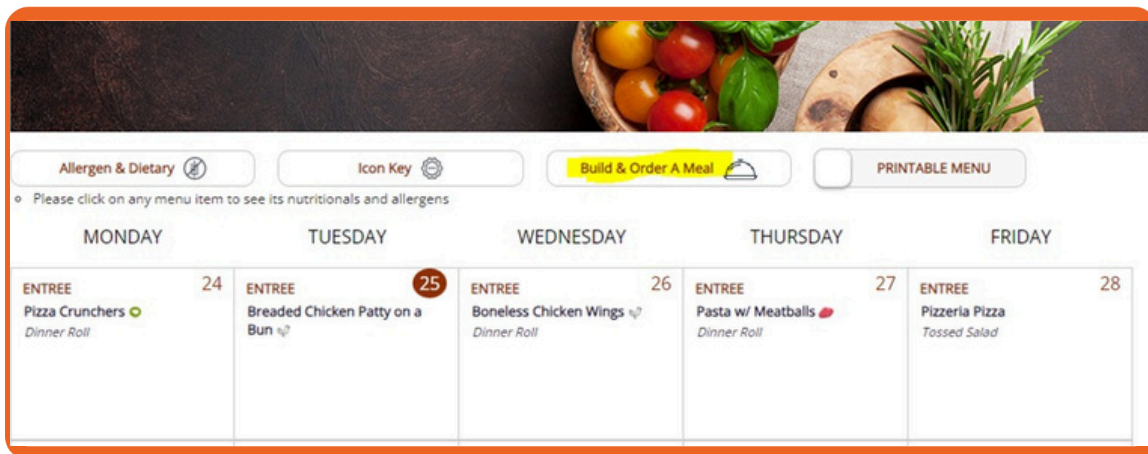 Allergen & Dietary
Icon Key
Build & Order A Meal
PRINTABLE MENU
Please click on any menu item to see its nutritionals and allergens
MONDAY
TUESDAY
WEDNESDAY
THURSDAY
FRIDAY
ENTREE 24
Pizza Crunchers
Dinner Roll
ENTREE 25
Breaded Chicken Patty on a
Bun
ENTREE 26
Boneless Chicken Wings
Dinner Roll
ENTREE 27
Pasta w/ Meatballs
Dinner Roll
ENTREE 28
Pizzeria Pizza
Tossed Salad